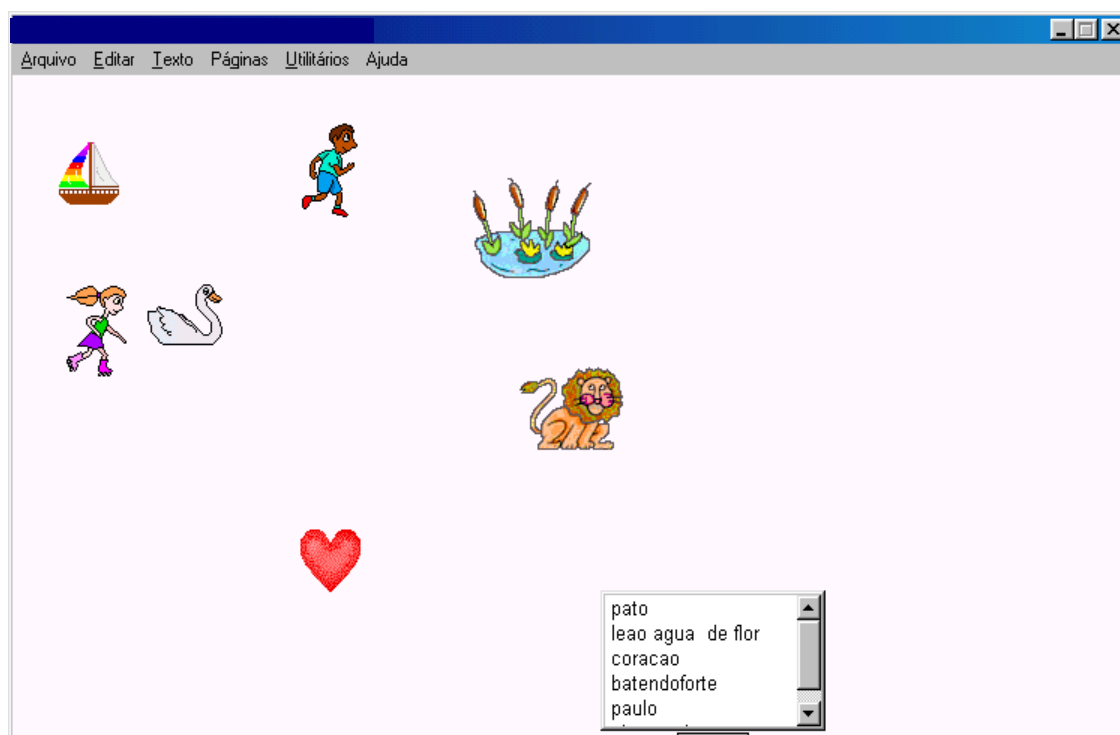 Arquivo Editar Texto Páginas Utilitários Ajuda
pato
leao agua de flor
coracao
batendoforte
paulo